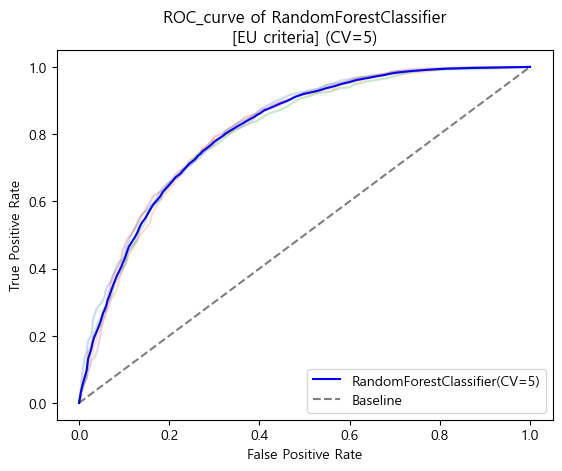 ROC_curve of RandomForestClassifier
[EU criteria] (CV=5)
True Positive Rate
1.0
0.8
0.6
0.4
0.2
0.0
0.0 0.2 0.4 0.6 0.8 1.0
False Positive Rate
RandomForestClassifier(CV=5)
Baseline